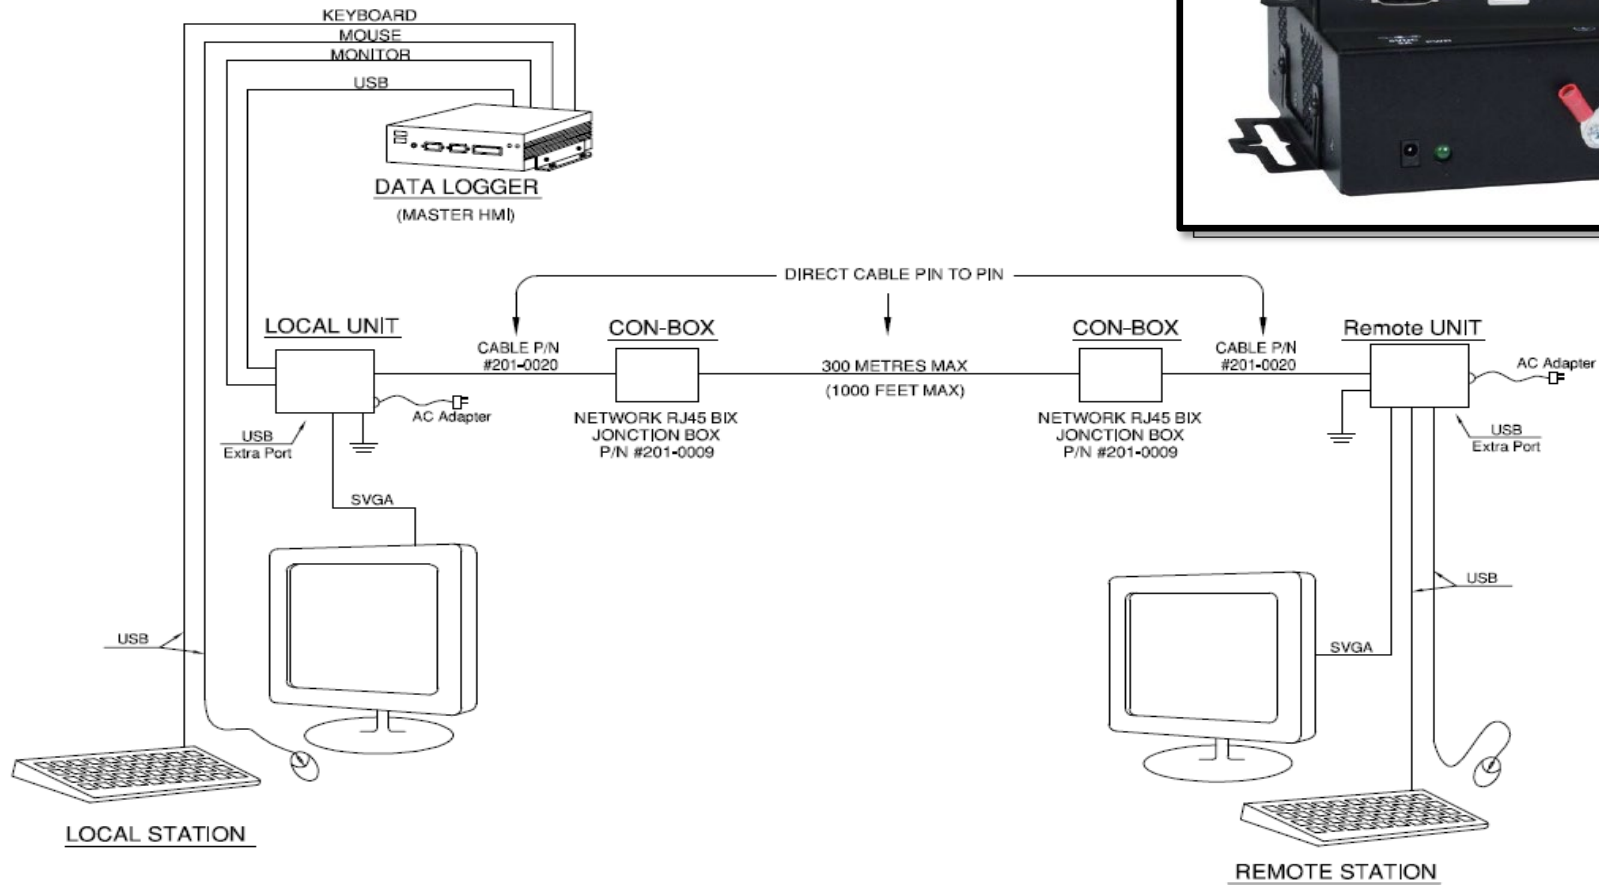 KEYBOARD
MOUSE
MONITOR
USB
DATA LOGGER
(MASTER HMI)
DIRECT CABLE PIN TO PIN
LOCAL UNIT
CABLE P/N
#201-0020
CON-BOX
300 METRES MAX
(1000 FEET MAX)
CON-BOX
CABLE P/N
#201-0020
Remote UNIT
AC Adapter
AC Adapter
NETWORK RJ45 BIX
JONCTION BOX
P/N #201-0009
NETWORK RJ45 BIX
JONCTION BOX
P/N #201-0009
USB
Extra Port
USB
Extra Port
SVGA
USB
USB
SVGA
LOCAL STATION
REMOTE STATION